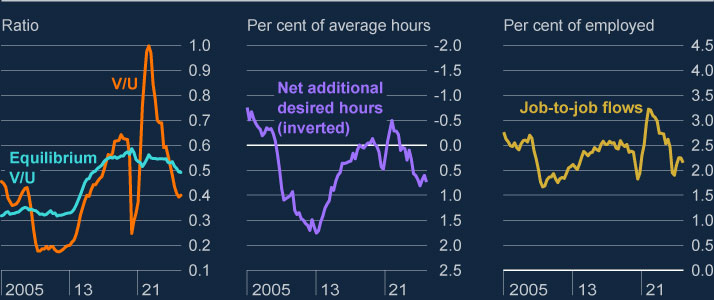 Ratio
1.0
0.9
0.8
0.7
0.6
0.5
0.4
0.3
0.2
0.1
V/U
Equilibrium
V/U
2005 13 21
Per cent of average hours
-2.0
-1.5
-1.0
-0.5
0.0
0.5
1.0
1.5
2.0
2.5
Net additional
desired hours
(inverted)
2005 13 21
Per cent of employed
4.5
4.0
3.5
3.0
2.5
2.0
1.5
1.0
0.5
0.0
Job-to-job flows
2005 13 21